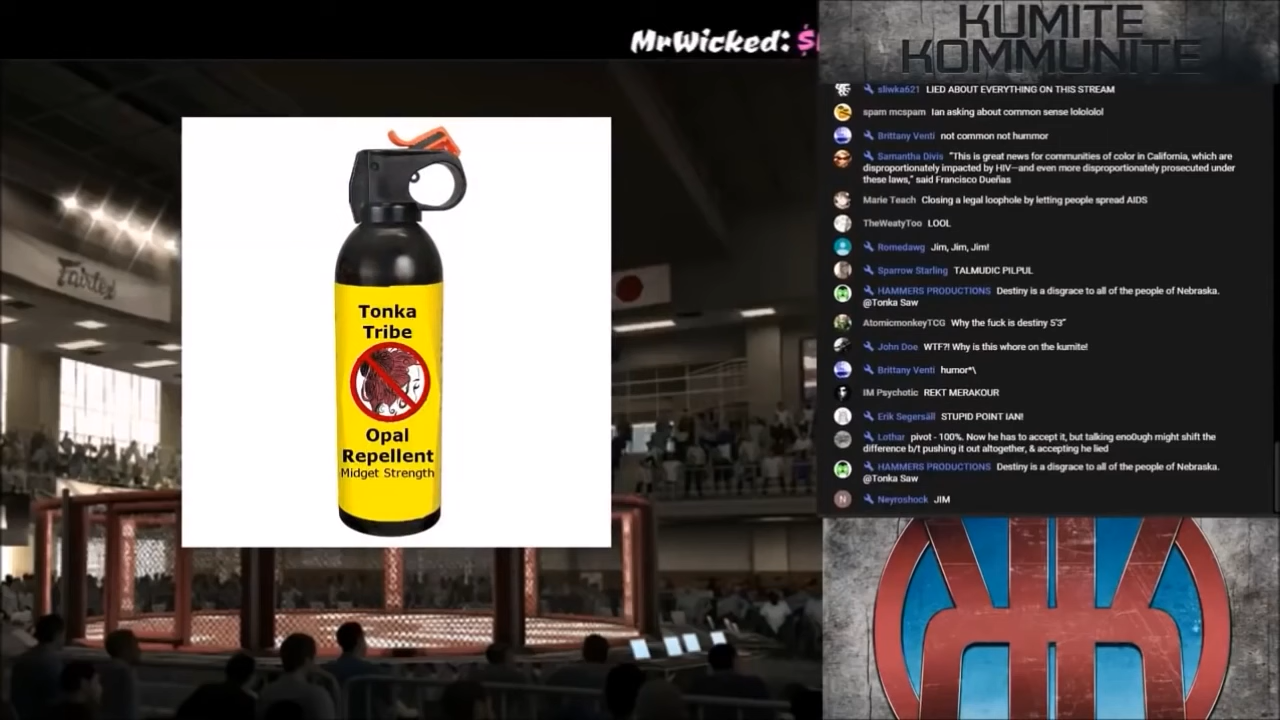 MrWicked: $
KUMITE
KOMMUNITE
sliwka621 LIED ABOUT EVERYTHING ON THIS STREAM
spam mcspam Ian asking about common sense lolololol
Brittany Venti not common not hummor
Samantha Divis "This is great news for communities of color in California, which are
disproportionately impacted by HIV—and even more disproportionately prosecuted under
these laws," said Francisco Dueñas
Marie Teach Closing a legal loophole by letting people spread AIDS
TheWeatyToo LOOL
Romedawg Jim, Jim, Jim!
Sparrow Starling TALMUDIC PILPUL
HAMMERS PRODUCTIONS Destiny is a disgrace to all of the people of Nebraska.
@Tonka Saw
AtomicmonkeyTCG Why the fuck is destiny 5'3"
John Doe WTF?! Why is this whore on the kumite!
Brittany Venti humor*\
IM Psychotic REKT MERAKOUR
Erik Segersäll STUPID POINT IAN!
Lothar pivot - 100%. Now he has to accept it, but talking eno0ugh might shift the
difference b/t pushing it out altogether, & accepting he lied
HAMMERS PRODUCTIONS Destiny is a disgrace to all of the people of Nebraska.
@Tonka Saw
N Neyroshock JIM
Fairtex
Tonka
Tribe
Opal
Repellent
Midget Strength